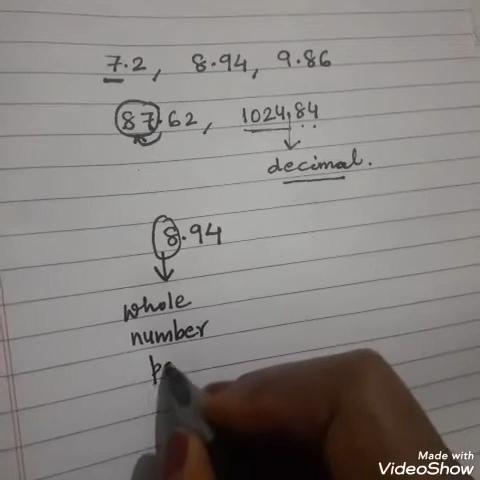 7.2, 8.94, 9.86
87.62, 1024.84
decimal.
8.94
whole
number
Made with
VideoShow